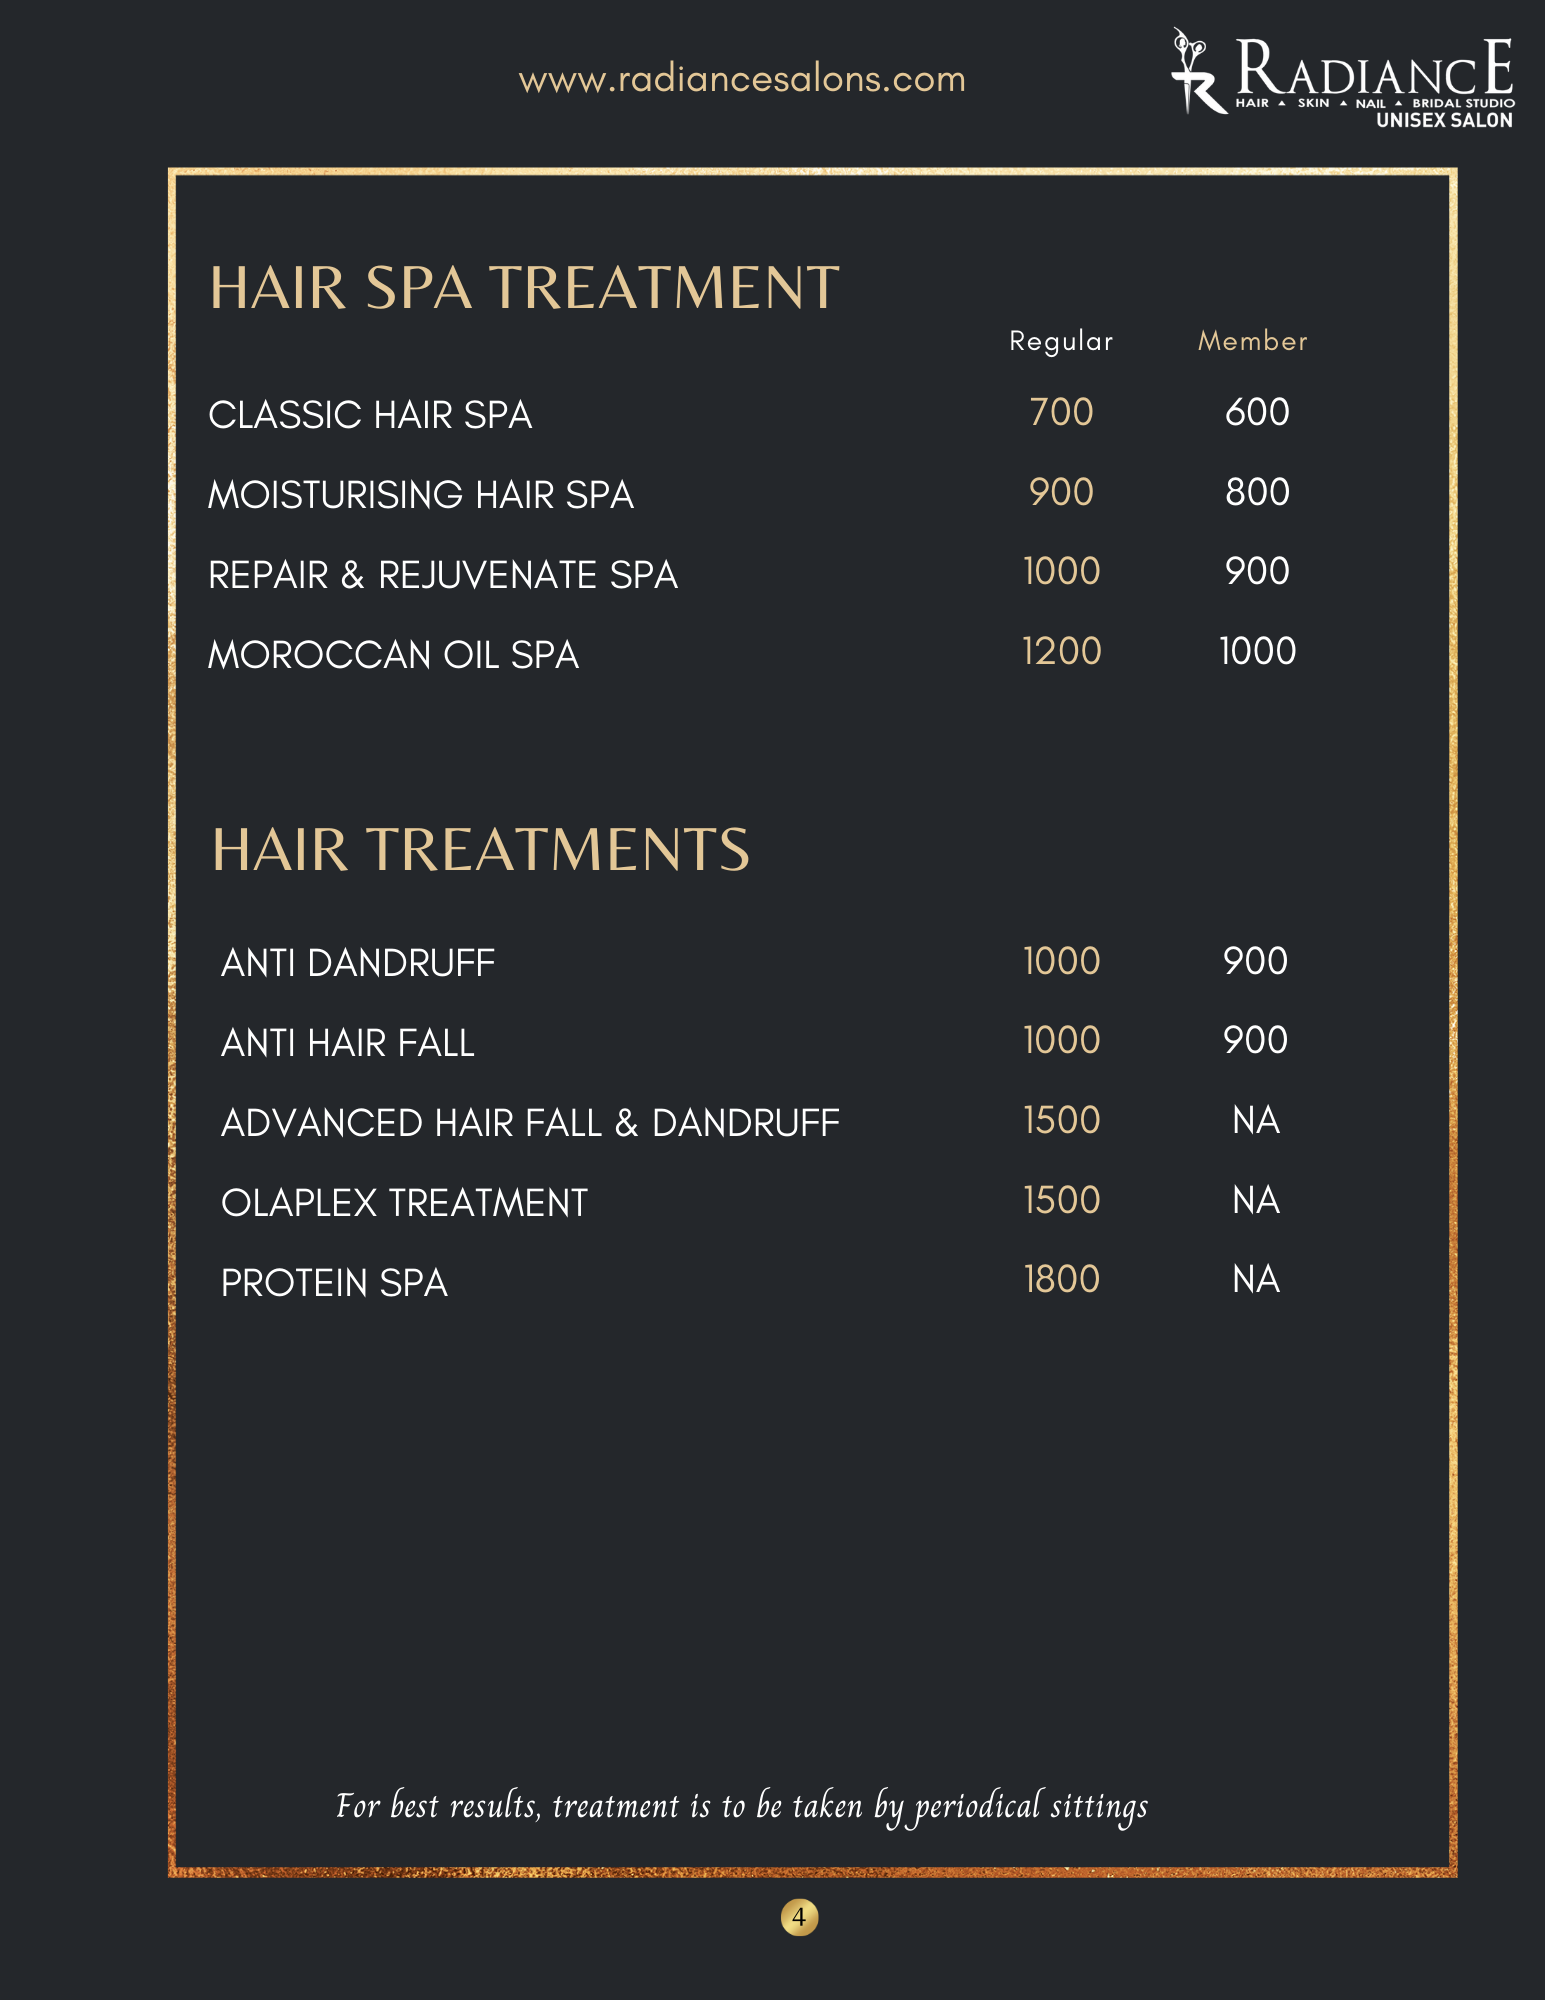 www.radiancesalons.com
RADIANCE
HAIR ▲ SKIN ▲ NAIL ▲ BRIDAL STUDIO
UNISEX SALON
HAIR SPA TREATMENT
Regular Member
CLASSIC HAIR SPA 700 600
MOISTURISING HAIR SPA 900 800
REPAIR & REJUVENATE SPA 1000 900
MOROCCAN OIL SPA 1200 1000
HAIR TREATMENTS
ANTI DANDRUFF 1000 900
ANTI HAIR FALL 1000 900
ADVANCED HAIR FALL & DANDRUFF 1500 NA
OLAPLEX TREATMENT 1500 NA
PROTEIN SPA 1800 NA
For best results, treatment is to be taken by periodical sittings
4